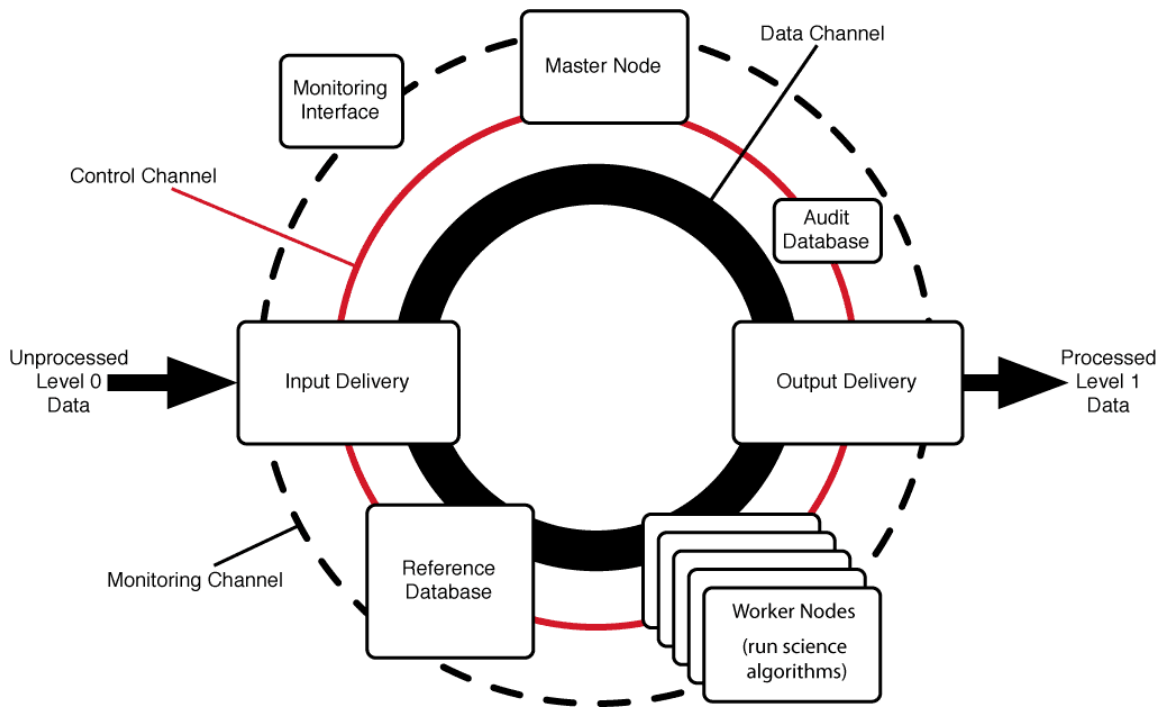 Data Channel
Master Node
Monitoring
Interface
Control Channel
Audit
Database
Unprocessed
Level 0
Data
Input Delivery
Output Delivery
Processed
Level 1
Data
Monitoring Channel
Reference
Database
Worker Nodes
(run science
algorithms)